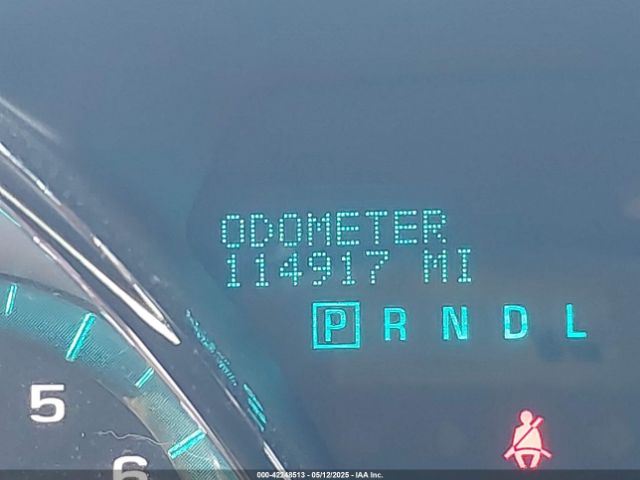 ODOMETER
114917 MI
P R N D L
5
6
000-42248513 - 05/12/2025 - IAA Inc.